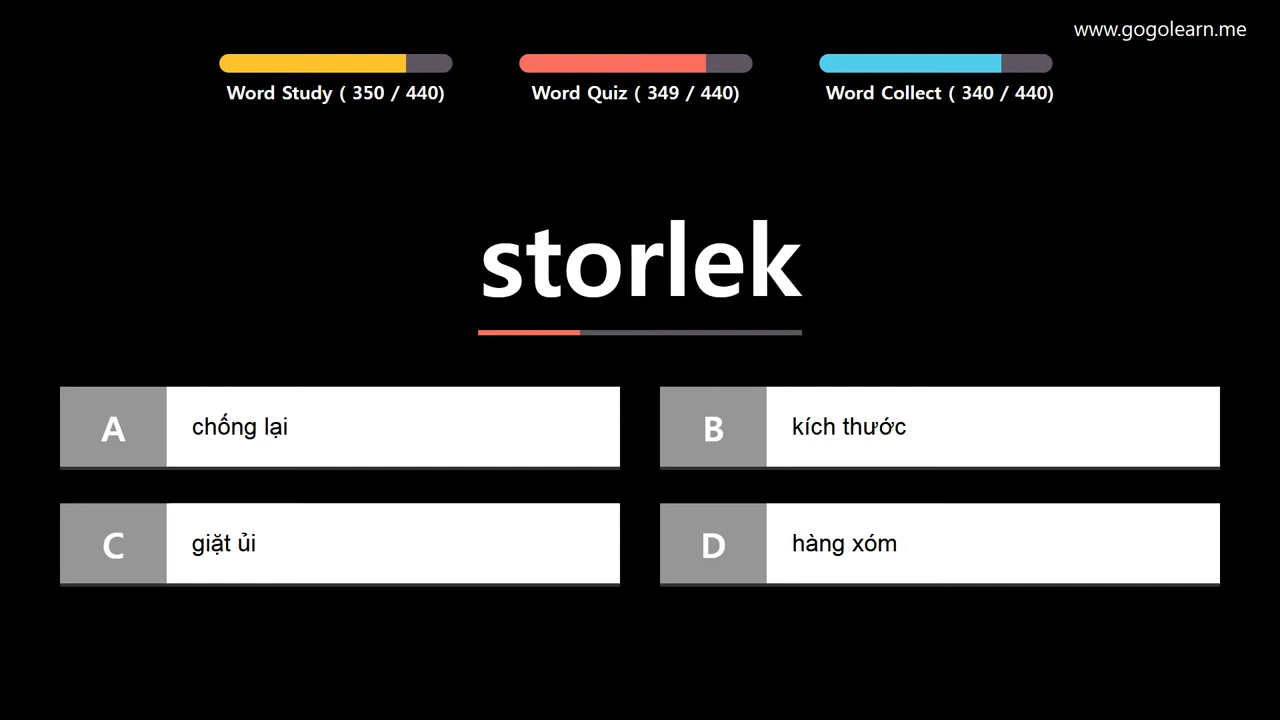 www.gogolearn.me
Word Study ( 350 / 440)
Word Quiz ( 349 / 440)
Word Collect ( 340 / 440)
storlek
A chống lại
B kích thước
C giặt ủi
D hàng xóm